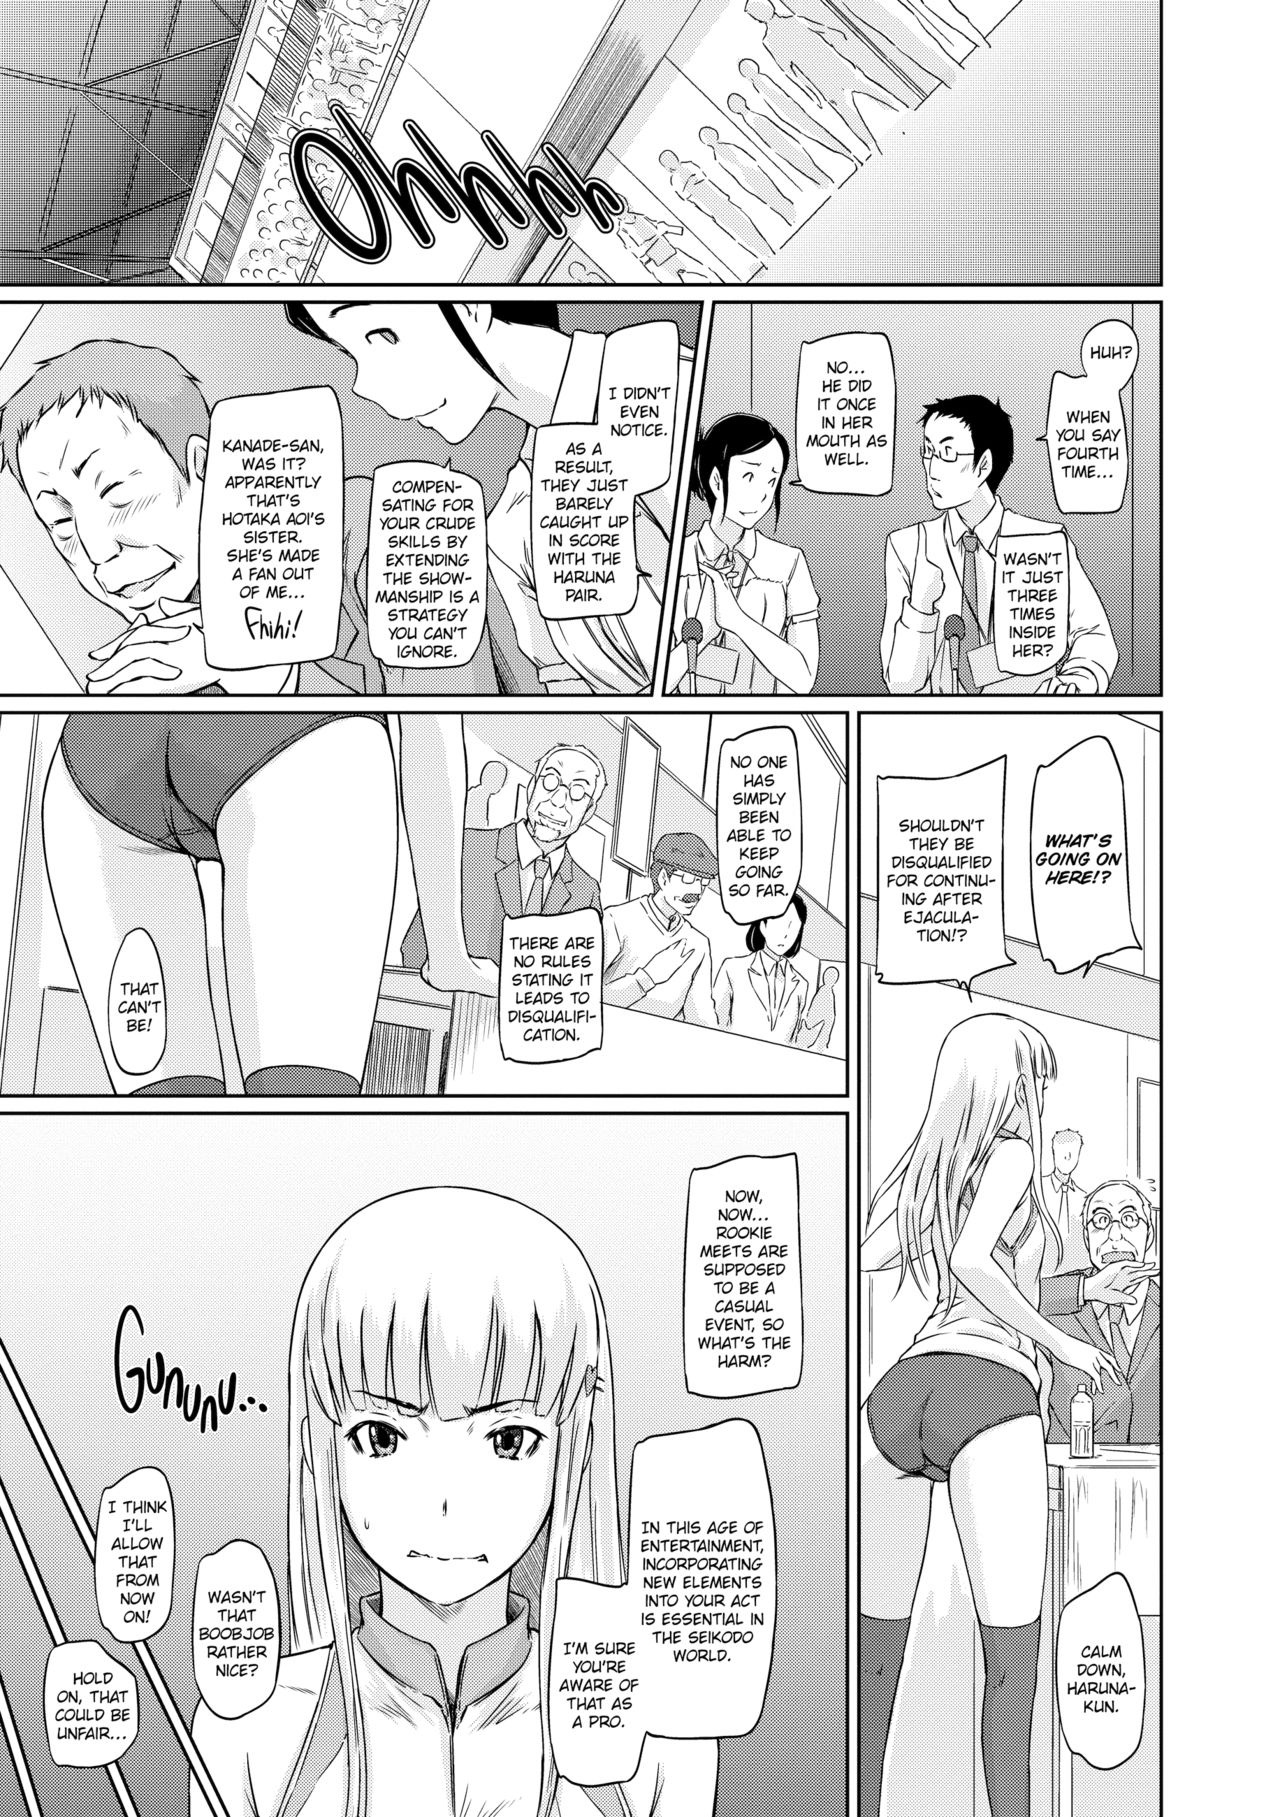 Ohhhhh
HUH?
WHEN
YOU SAY
FOURTH
TIME...
WASN'T
IT JUST
THREE
TIMES
INSIDE
HER?
NO...
HE DID
IT ONCE
IN HER
MOUTH AS
WELL.
I DIDN'T
EVEN
NOTICE.
AS A
RESULT,
THEY JUST
BARELY
CAUGHT UP
IN SCORE
WITH THE
HARUNA
PAIR.
COMPEN-
SATING FOR
YOUR CRUDE
SKILLS BY
EXTENDING
THE SHOW-
MANSHIP IS A
STRATEGY
YOU CAN'T
IGNORE.
KANADE-SAN,
WAS IT?
APPARENTLY
THAT'S
HOTAKA AOI'S
SISTER.
SHE'S MADE
A FAN OUT
OF ME...
Fhihi!
WHAT'S
GOING ON
HERE!?
SHOULDN'T
THEY BE
DISQUALIFIED
FOR CONTINU-
ING AFTER
EJACULA-
TION!?
CALM
DOWN,
HARUNA-
KUN.
NO ONE
HAS
SIMPLY
BEEN
ABLE TO
KEEP
GOING
SO FAR.
THERE ARE
NO RULES
STATING IT
LEADS TO
DISQUALIFI-
CATION.
THAT
CAN'T
BE!
NOW,
NOW...
ROOKIE
MEETS ARE
SUPPOSED
TO BE A
CASUAL
EVENT, SO
WHAT'S THE
HARM?
IN THIS AGE OF
ENTERTAINMENT,
INCORPORATING
NEW ELEMENTS
INTO YOUR ACT
IS ESSENTIAL IN
THE SEIKODO
WORLD.
I'M SURE
YOU'RE
AWARE OF
THAT AS
A PRO.
Gununu...
WASN'T
THAT
BOOBJOB
RATHER
NICE?
I THINK
I'LL
ALLOW
THAT
FROM
NOW
ON!
HOLD
ON, THAT
COULD BE
UNFAIR...